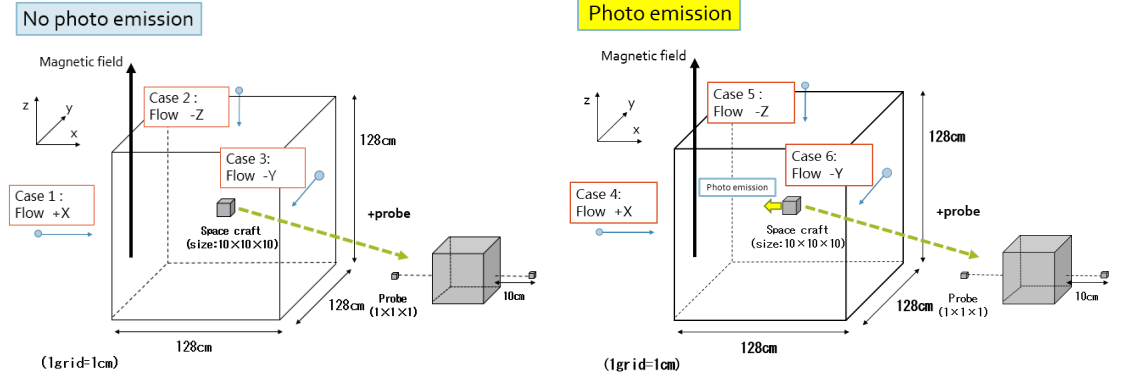 No photo emission
Magnetic field
z
y
x
Case 2 :
Flow -Z
Case 3:
Flow -Y
Case 1 :
Flow +X
128cm
Space craft
(size:10×10×10)
+probe
Probe
(1×1×1)
10cm
128cm
128cm
(1grid=1cm)
Photo emission
Magnetic field
z
y
x
Case 5 :
Flow -Z
Case 6:
Flow -Y
Photo emission
Case 4:
Flow +X
128cm
Space craft
(size:10×10×10)
+probe
Probe
(1×1×1)
10cm
128cm
128cm
(1grid=1cm)